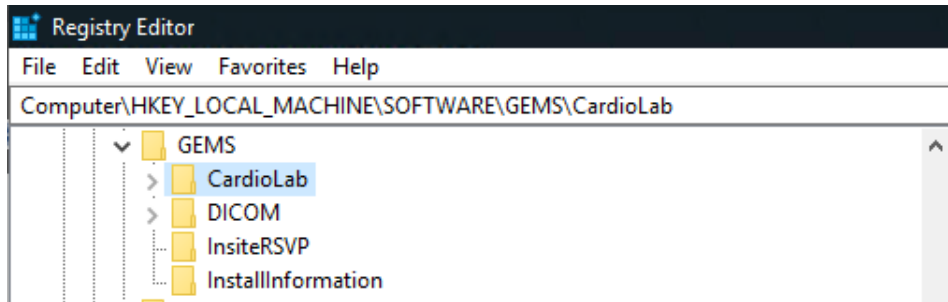 Registry Editor
File Edit View Favorites Help
Computer\HKEY_LOCAL_MACHINE\SOFTWARE\GEMS\CardioLab
GEMS
CardioLab
DICOM
InsiteRSVP
InstallInformation